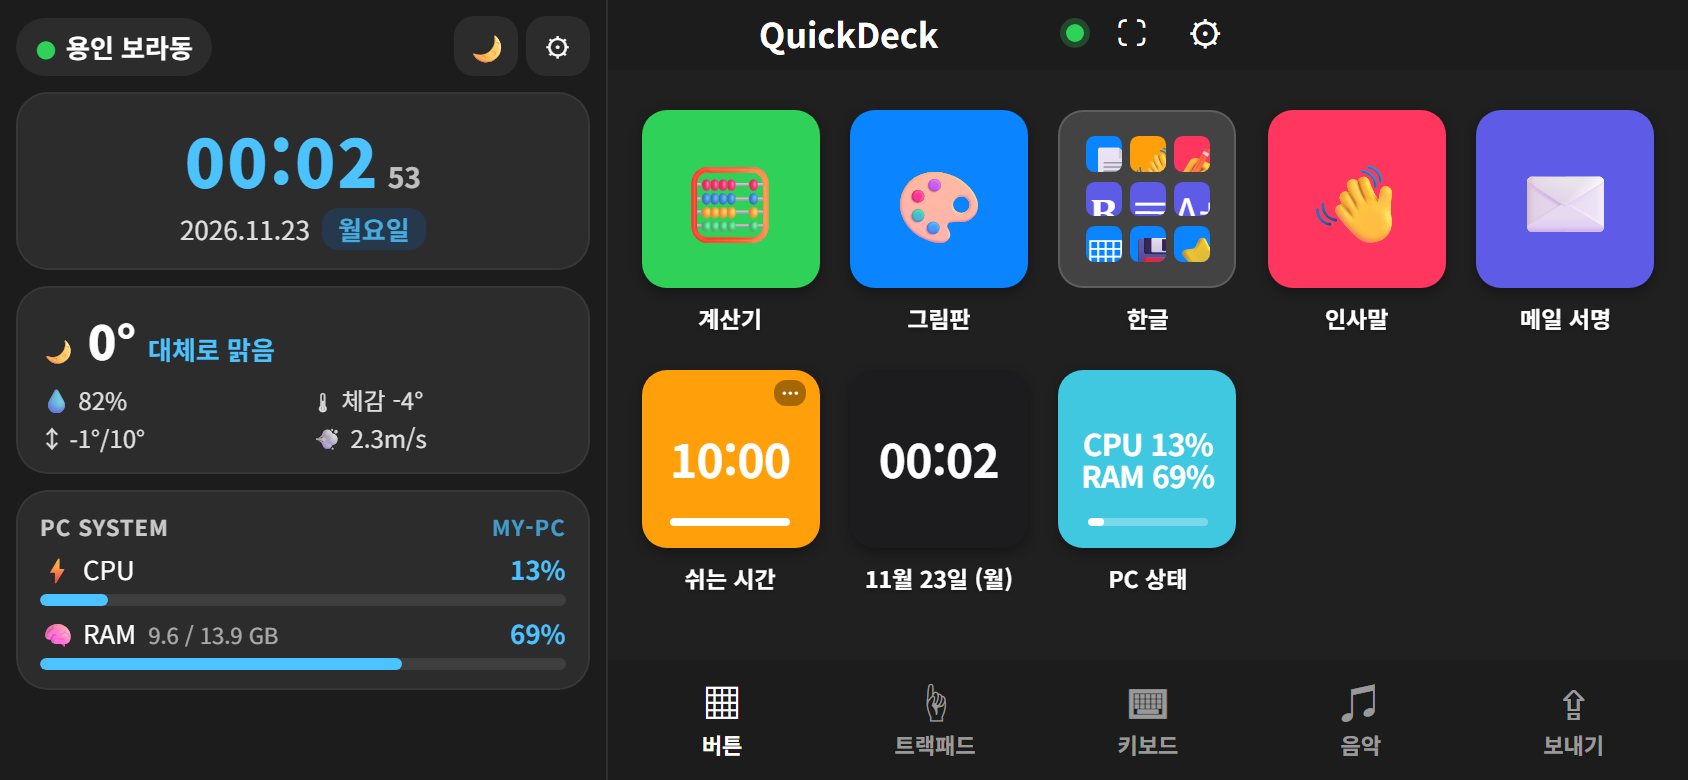 용인 보라동
00:02 53
2026.11.23 월요일
0° 대체로 맑음
82%
체감 -4°
-1°/10°
2.3m/s
PC SYSTEM MY-PC
CPU 13%
RAM 9.6 / 13.9 GB 69%
QuickDeck
B
계산기
그림판
한글
인사말
메일 서명
10:00
00:02
CPU 13%
RAM 69%
쉬는 시간
11월 23일 (월)
PC 상태
버튼
트랙패드
키보드
음악
보내기